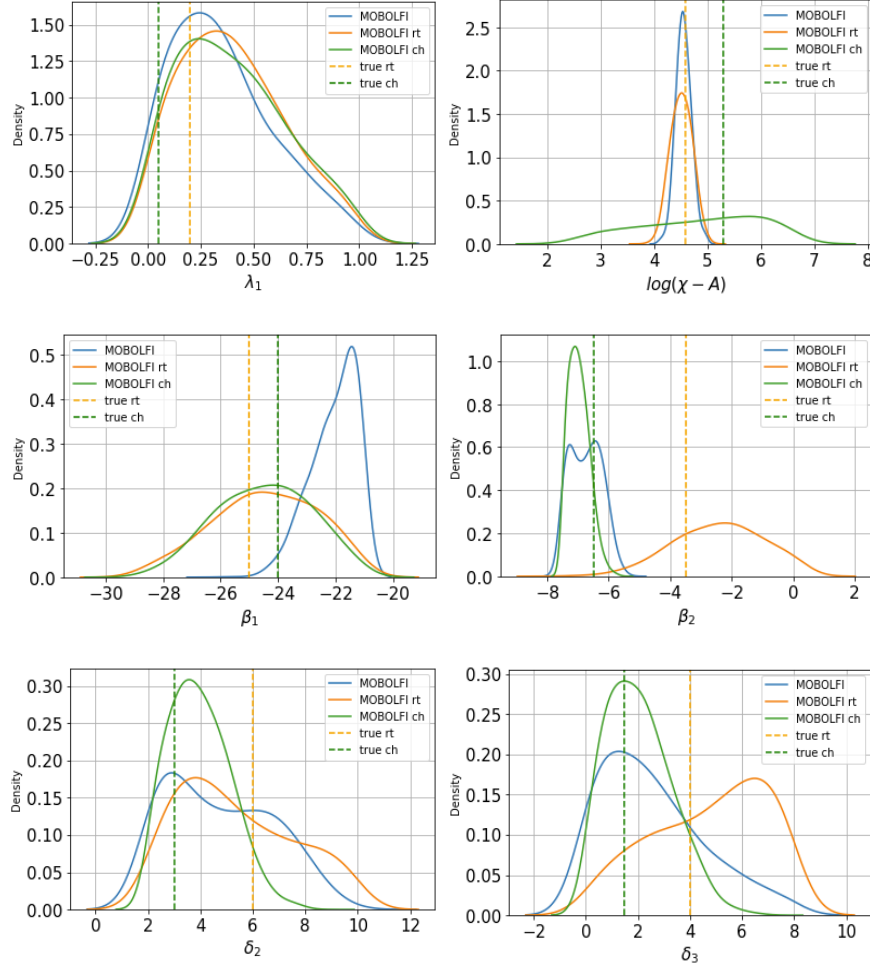 MOBOLFI
MOBOLFI rt
MOBOLFI ch
true rt
true ch
Density
1.50
1.25
1.00
0.75
0.50
0.25
0.00
−0.25 0.00 0.25 0.50 0.75 1.00 1.25
λ₁
MOBOLFI
MOBOLFI rt
MOBOLFI ch
true rt
true ch
Density
2.5
2.0
1.5
1.0
0.5
0.0
2 3 4 5 6 7 8
log(χ − A)
MOBOLFI
MOBOLFI rt
MOBOLFI ch
true rt
true ch
Density
0.5
0.4
0.3
0.2
0.1
0.0
−30 −28 −26 −24 −22 −20
β₁
MOBOLFI
MOBOLFI rt
MOBOLFI ch
true rt
true ch
Density
1.0
0.8
0.6
0.4
0.2
0.0
−8 −6 −4 −2 0 2
β₂
MOBOLFI
MOBOLFI rt
MOBOLFI ch
true rt
true ch
Density
0.30
0.25
0.20
0.15
0.10
0.05
0.00
0 2 4 6 8 10 12
δ₂
MOBOLFI
MOBOLFI rt
MOBOLFI ch
true rt
true ch
Density
0.30
0.25
0.20
0.15
0.10
0.05
0.00
−2 0 2 4 6 8 10
δ₃